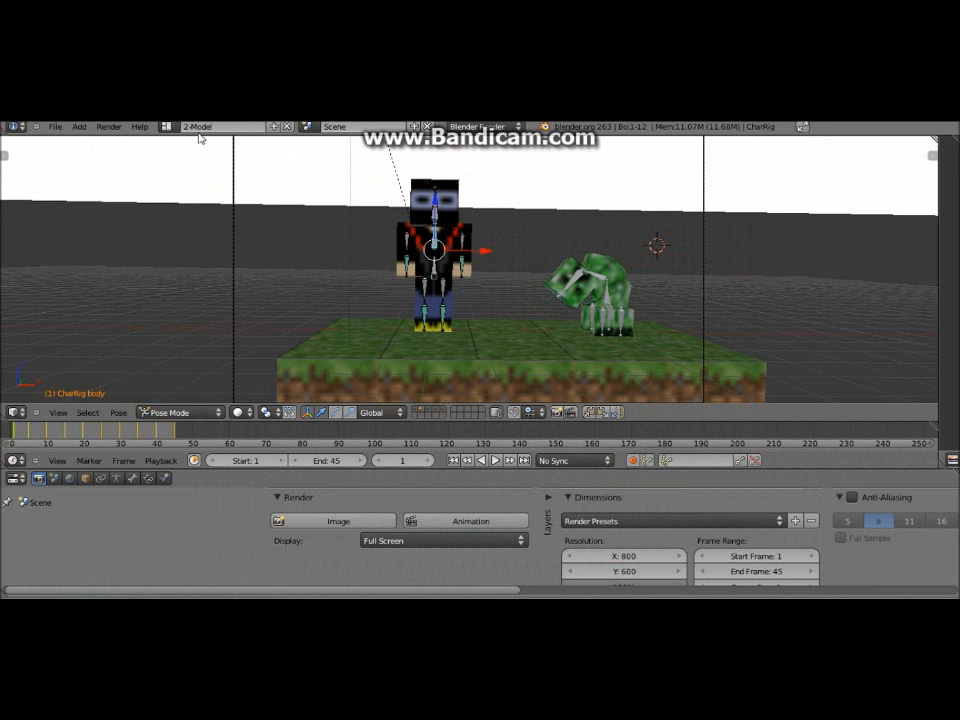 File Add Render Help 2-Model Scene Blender Render blender.org 263 | Bo:1-12 | Mem:11.07M (11.68M) | CharRig
www.Bandicam.com
(1) CharRig body
View Select Pose Pose Mode Global
0 10 20 30 40 50 60 70 80 90 100 110 120 130 140 150 160 170 180 190 200 210 220 230 240 250
View Marker Frame Playback Start: 1 End: 45 1 No Sync
Scene
Render
Image Animation
Display: Full Screen
Layers
Dimensions
Render Presets
Resolution: Frame Range:
X: 800 Start Frame: 1
Y: 600 End Frame: 45
Anti-Aliasing
5 8 11 16
Full Sample